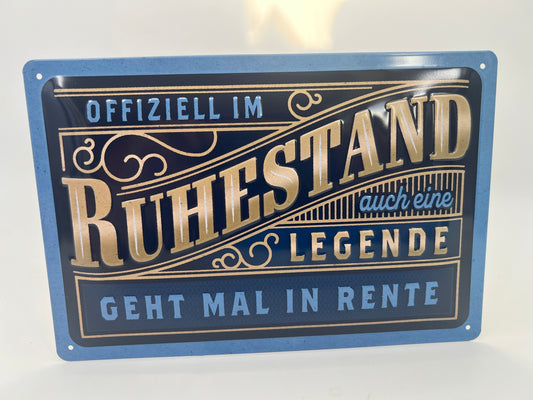 OFFIZIELL IM
RUHESTAND
auch eine
LEGENDE
GEHT MAL IN RENTE